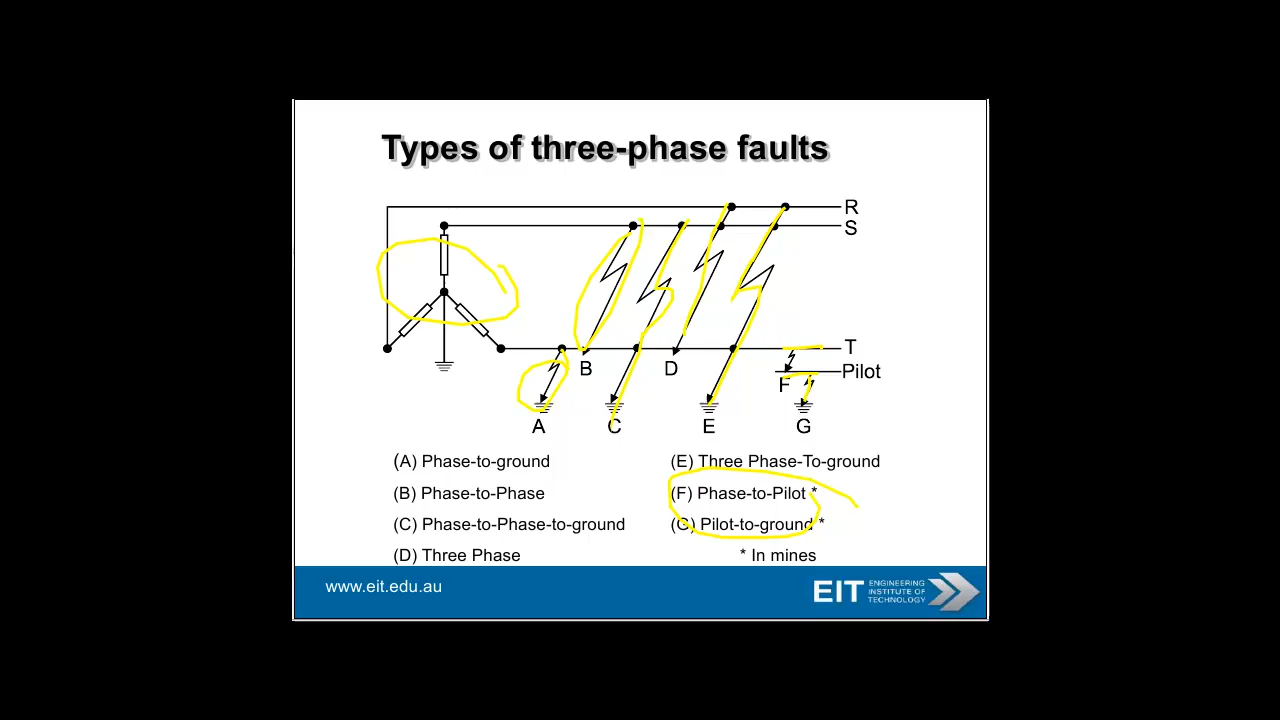 Types of three-phase faults
R
S
T
B
D
F
Pilot
A
C
E
G
(A) Phase-to-ground
(E) Three Phase-To-ground
(B) Phase-to-Phase
(F) Phase-to-Pilot *
(C) Phase-to-Phase-to-ground
(G) Pilot-to-ground *
(D) Three Phase
* In mines
www.eit.edu.au
EIT
ENGINEERING
INSTITUTE OF
TECHNOLOGY